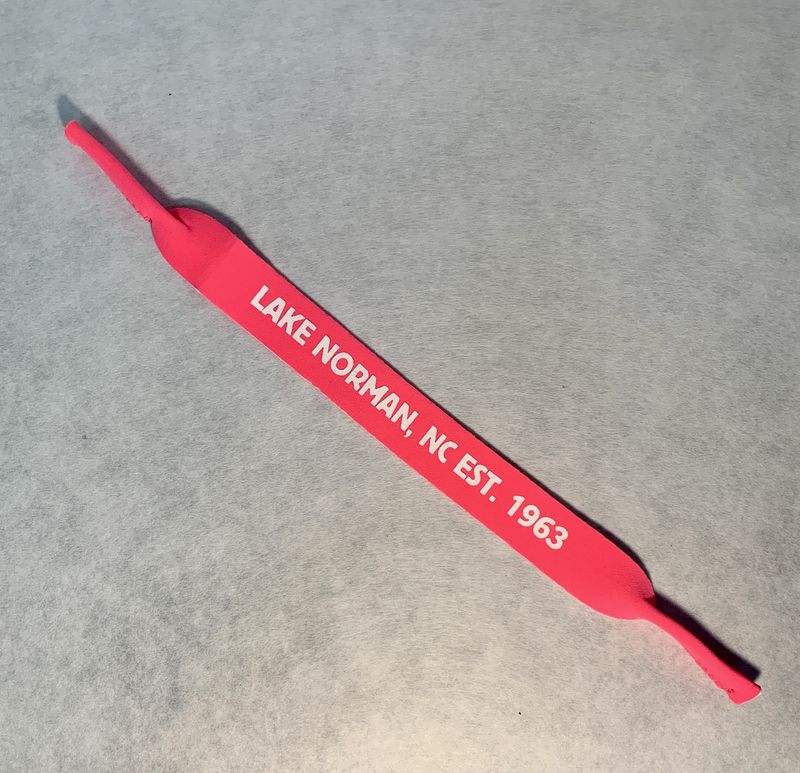 LAKE NORMAN, NC EST. 1963